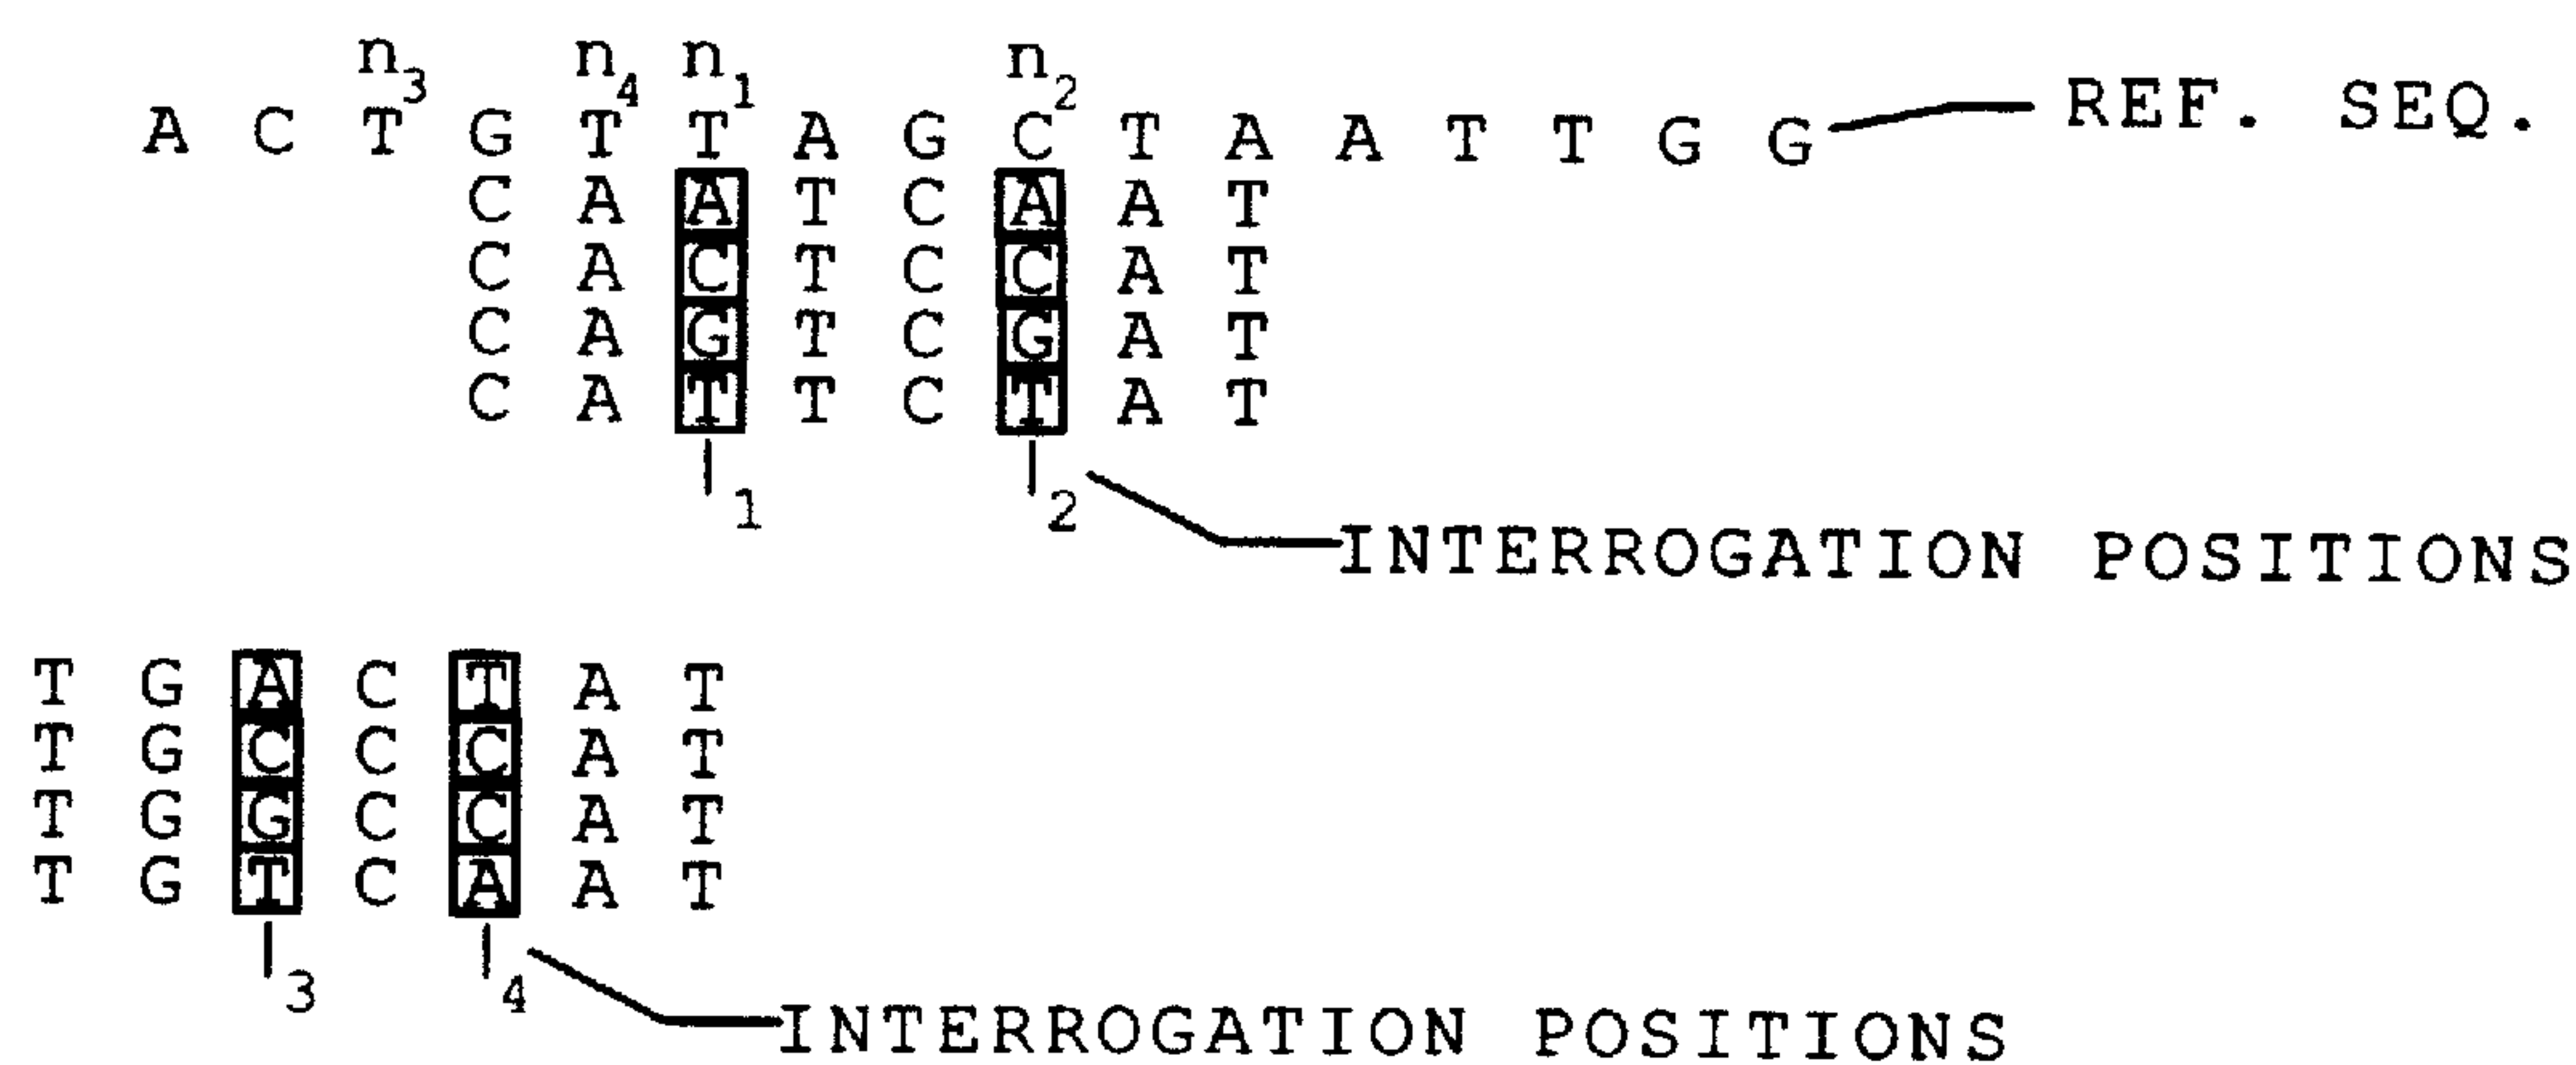 n3 n4 n1 n2
A C T G T T A G C T A A T T G G REF. SEQ.
C A A T C A A T
C A C T C C A T
C A G T C G A T
C A T T C T A T
1 2
INTERROGATION POSITIONS
T G A C T A T
T G C C C A T
T G G C C A T
T G T C A A T
3 4
INTERROGATION POSITIONS